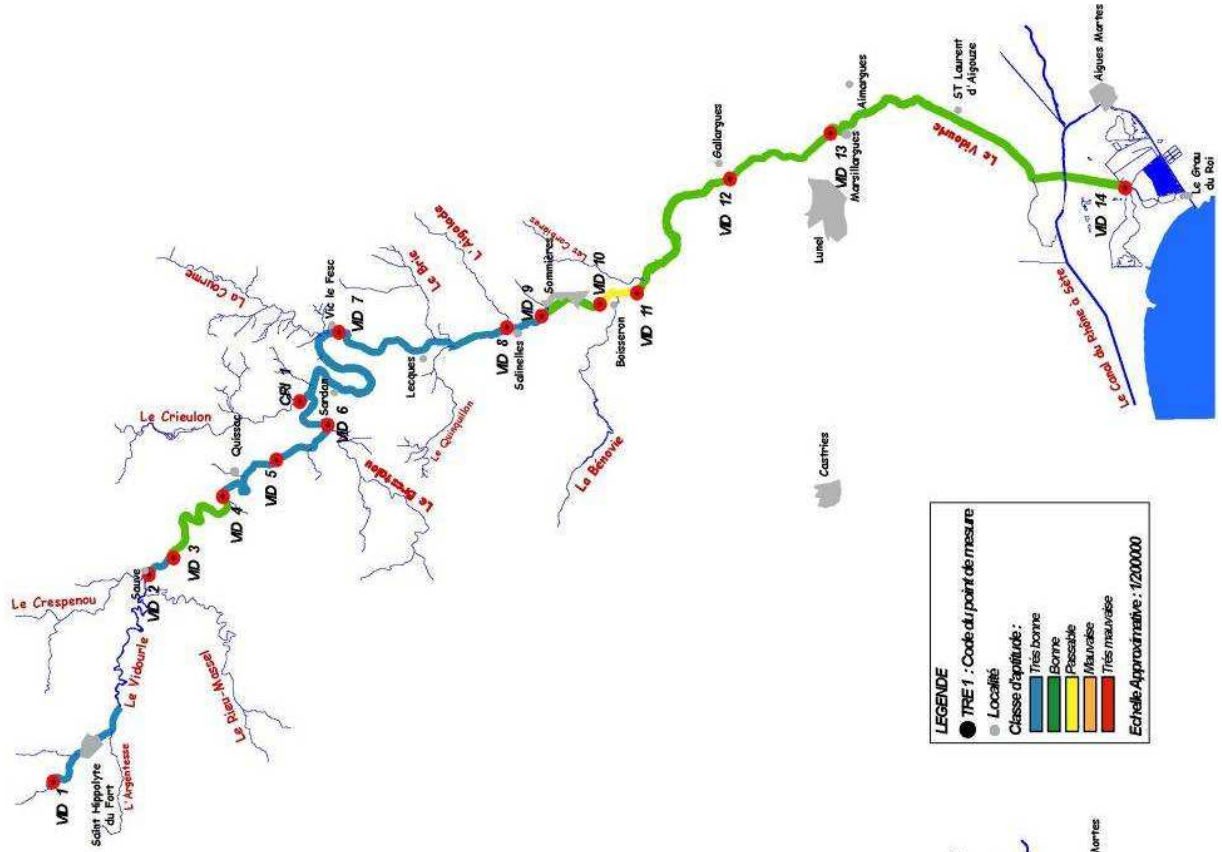 VID 1
Saint Hippolyte
du Fort
L'Argentesse
Le Vidourle
Le Crespenou
Sauve
VID 2
VID 3
Le Rieu-Massel
VID 4
Quissac
VID 5
Le Crieulon
CRI 1
Sardan
VID 6
Le Brestalou
La Courme
Vic le Fesc
VID 7
Lecques
Le Brie
Le Quinquillon
L'Aigalade
VID 8
Salinelles
VID 9
Sommières
Les Corbières
VID 10
Boisseron
VID 11
La Bénovie
Gallargues
VID 12
Castries
Lunel
VID 13
Marsillargues
Aimargues
Le Vidourle
ST Laurent
d'Aigouze
Aigues Mortes
VID 14
Le Grau
du Roi
Le Canal du Rhône à Sète
LEGENDE
TRE1 : Code du point de mesure
Localité
Classe d'aptitude :
Très bonne
Bonne
Passable
Mauvaise
Très mauvaise
Echelle Approximative : 1/200000
Mortes